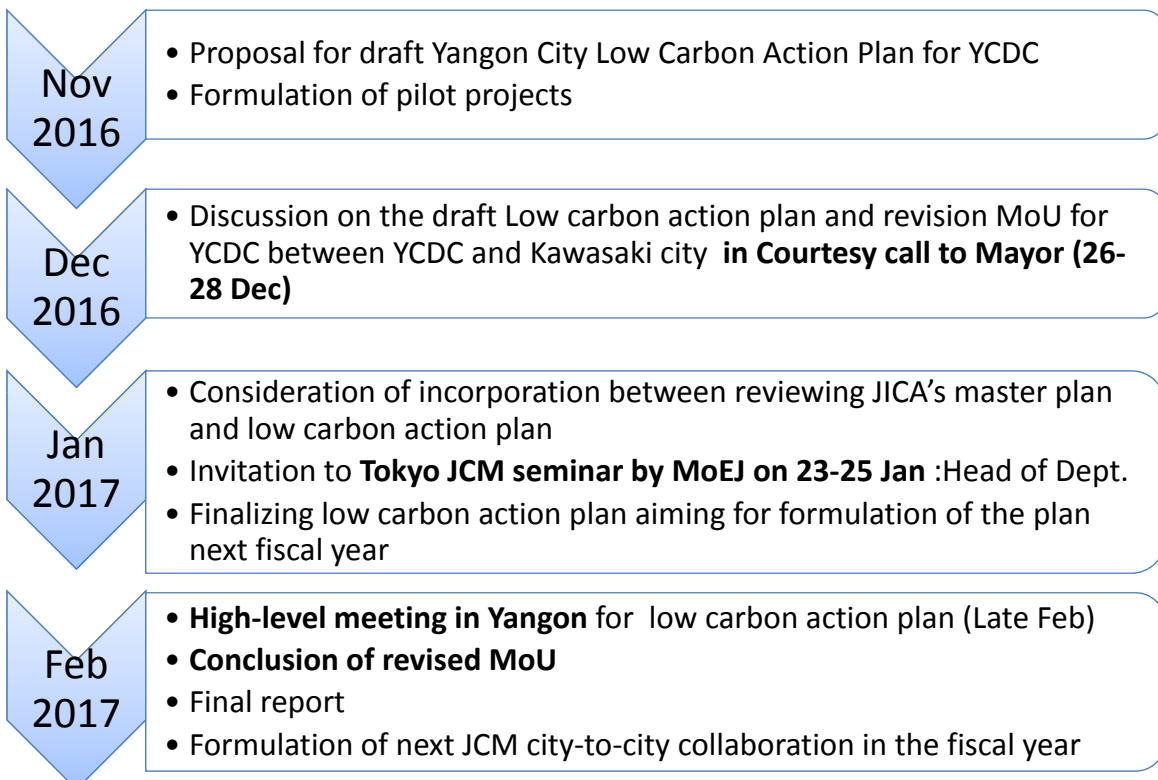 Nov
2016
• Proposal for draft Yangon City Low Carbon Action Plan for YCDC
• Formulation of pilot projects
Dec
2016
• Discussion on the draft Low carbon action plan and revision MoU for
YCDC between YCDC and Kawasaki city in Courtesy call to Mayor (26-
28 Dec)
Jan
2017
• Consideration of incorporation between reviewing JICA’s master plan
and low carbon action plan
• Invitation to Tokyo JCM seminar by MoEJ on 23-25 Jan :Head of Dept.
• Finalizing low carbon action plan aiming for formulation of the plan
next fiscal year
Feb
2017
• High-level meeting in Yangon for low carbon action plan (Late Feb)
• Conclusion of revised MoU
• Final report
• Formulation of next JCM city-to-city collaboration in the fiscal year